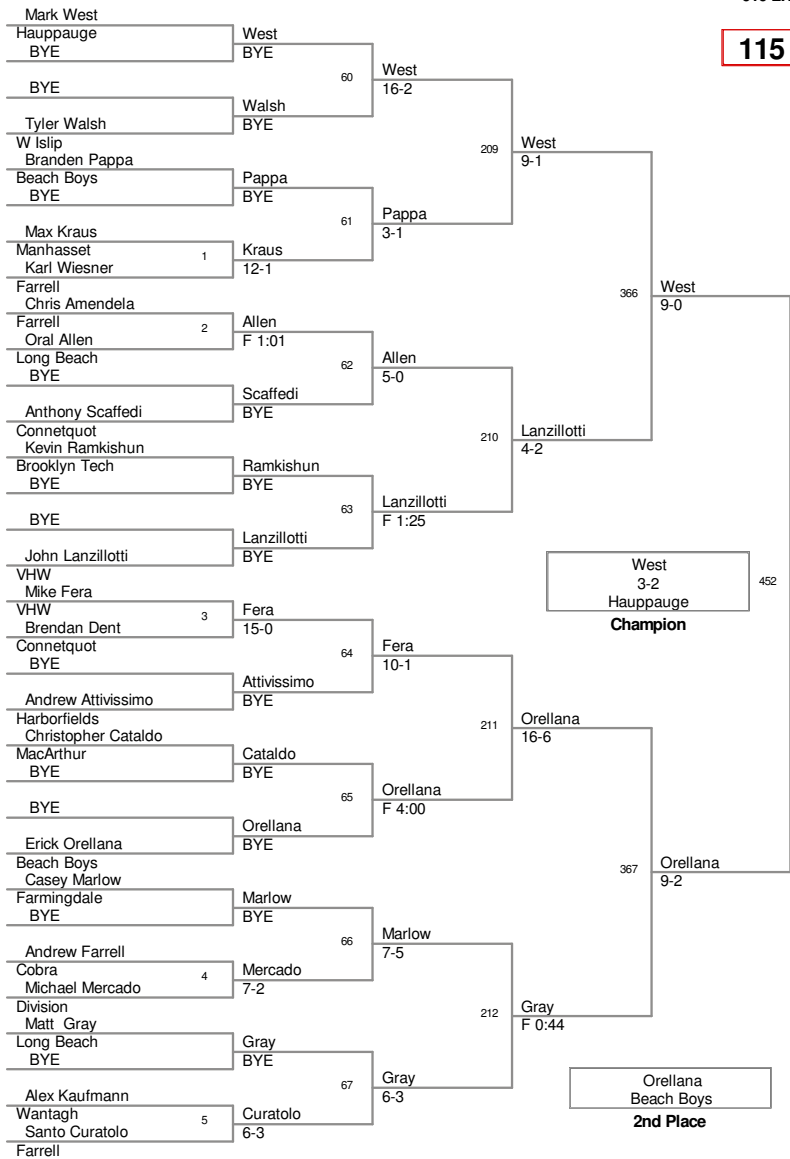 Mark West
Hauppauge
BYE
BYE
Tyler Walsh
W Islip
Branden Pappa
Beach Boys
BYE
Max Kraus
Manhasset
Karl Wiesner
Farrell
Chris Amendela
Farrell
Oral Allen
Long Beach
BYE
Anthony Scaffedi
Connetquot
Kevin Ramkishun
Brooklyn Tech
BYE
BYE
John Lanzillotti
VHW
Mike Fera
VHW
Brendan Dent
Connetquot
BYE
Andrew Attivissimo
Harborfields
Christopher Cataldo
MacArthur
BYE
BYE
Erick Orellana
Beach Boys
Casey Marlow
Farmingdale
BYE
Andrew Farrell
Cobra
Michael Mercado
Division
Matt Gray
Long Beach
BYE
Alex Kaufmann
Wantagh
Santo Curatolo
Farrell
1
2
3
4
5
West
BYE
Walsh
BYE
Pappa
BYE
Kraus
12-1
Allen
F 1:01
Scaffedi
BYE
Ramkishun
BYE
Lanzillotti
BYE
Fera
15-0
Attivissimo
BYE
Cataldo
BYE
Orellana
BYE
Marlow
BYE
Mercado
7-2
Gray
BYE
Curatolo
6-3
60
61
62
63
64
65
66
67
West
16-2
Pappa
3-1
Allen
5-0
Lanzillotti
F 1:25
Fera
10-1
Orellana
F 4:00
Marlow
7-5
Gray
6-3
209
210
211
212
West
9-1
Lanzillotti
4-2
Orellana
16-6
Gray
F 0:44
366
367
West
9-0
Orellana
9-2
115
West
3-2
Hauppauge
452
Champion
Orellana
Beach Boys
2nd Place